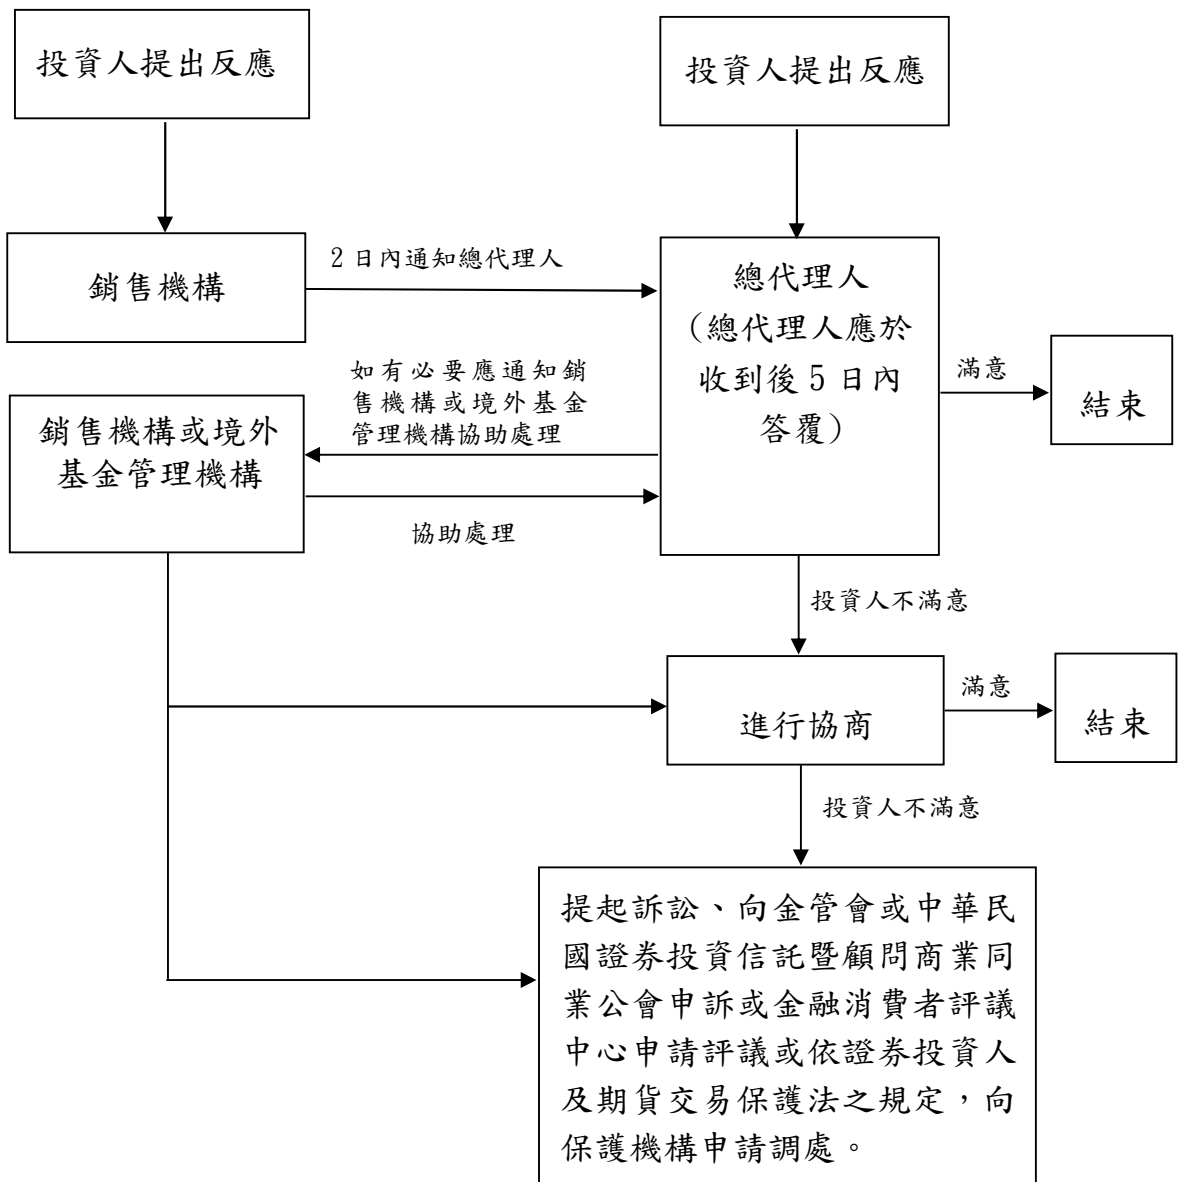 投資人提出反應
投資人提出反應
銷售機構
2 日內通知總代理人
總代理人
（總代理人應於
收到後 5 日內
答覆）
滿意
結束
如有必要應通知銷
售機構或境外基金
管理機構協助處理
銷售機構或境外
基金管理機構
協助處理
投資人不滿意
進行協商
滿意
結束
投資人不滿意
提起訴訟、向金管會或中華民
國證券投資信託暨顧問商業同
業公會申訴或金融消費者評議
中心申請評議或依證券投資人
及期貨交易保護法之規定，向
保護機構申請調處。